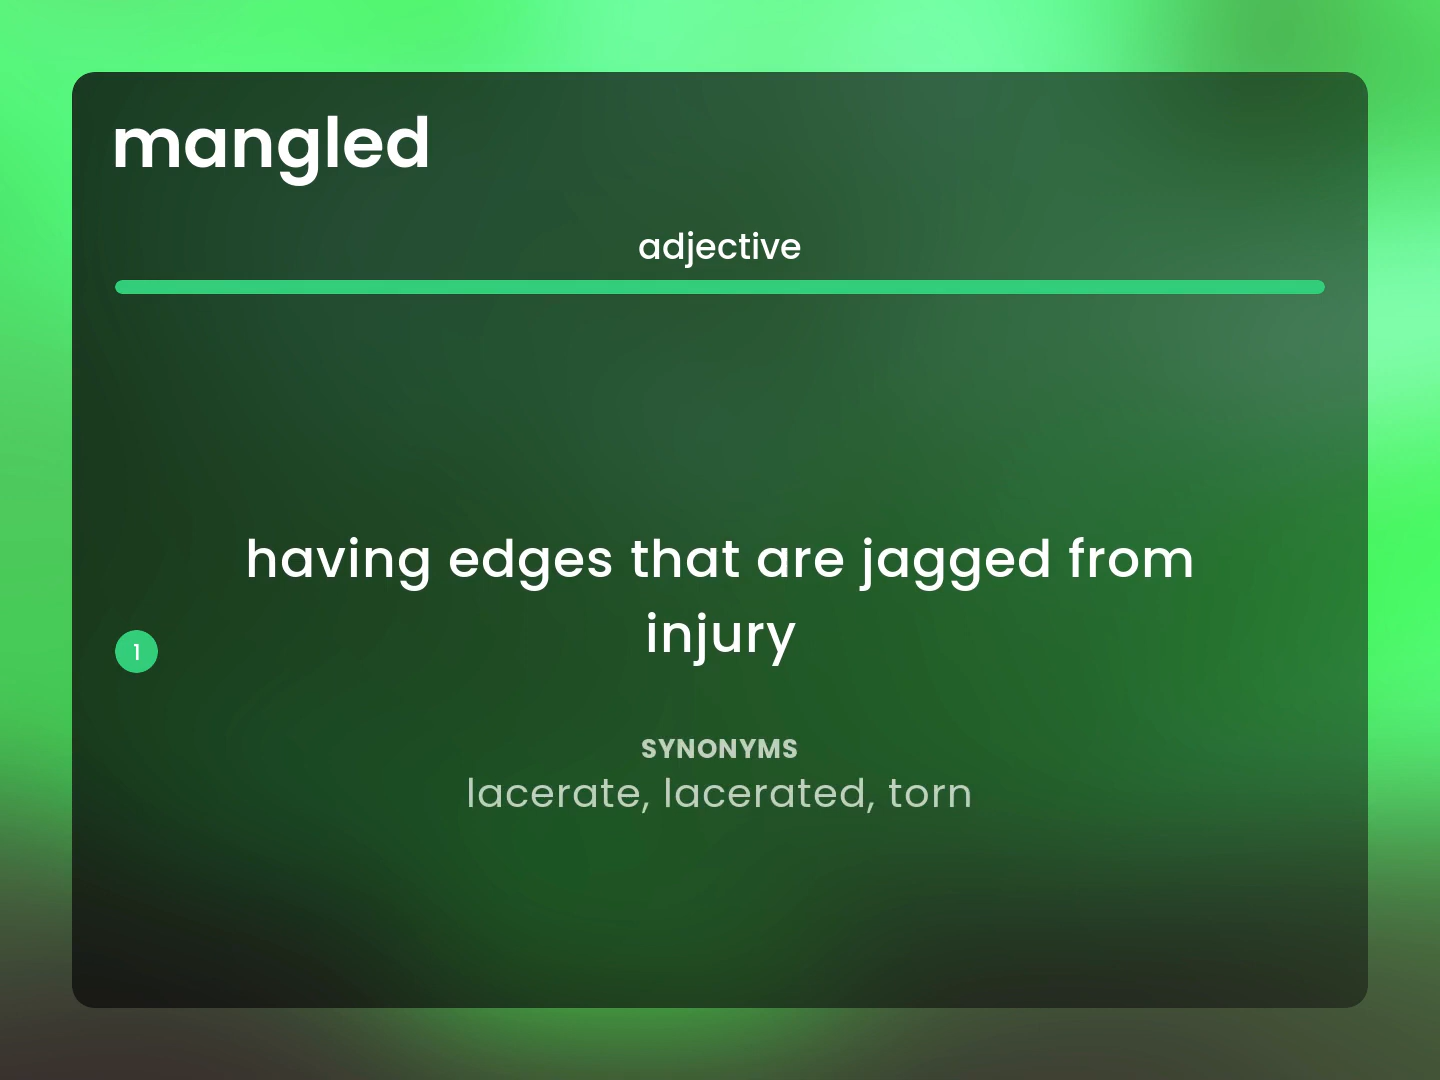 mangled
adjective
having edges that are jagged from
injury
1
SYNONYMS
lacerate, lacerated, torn